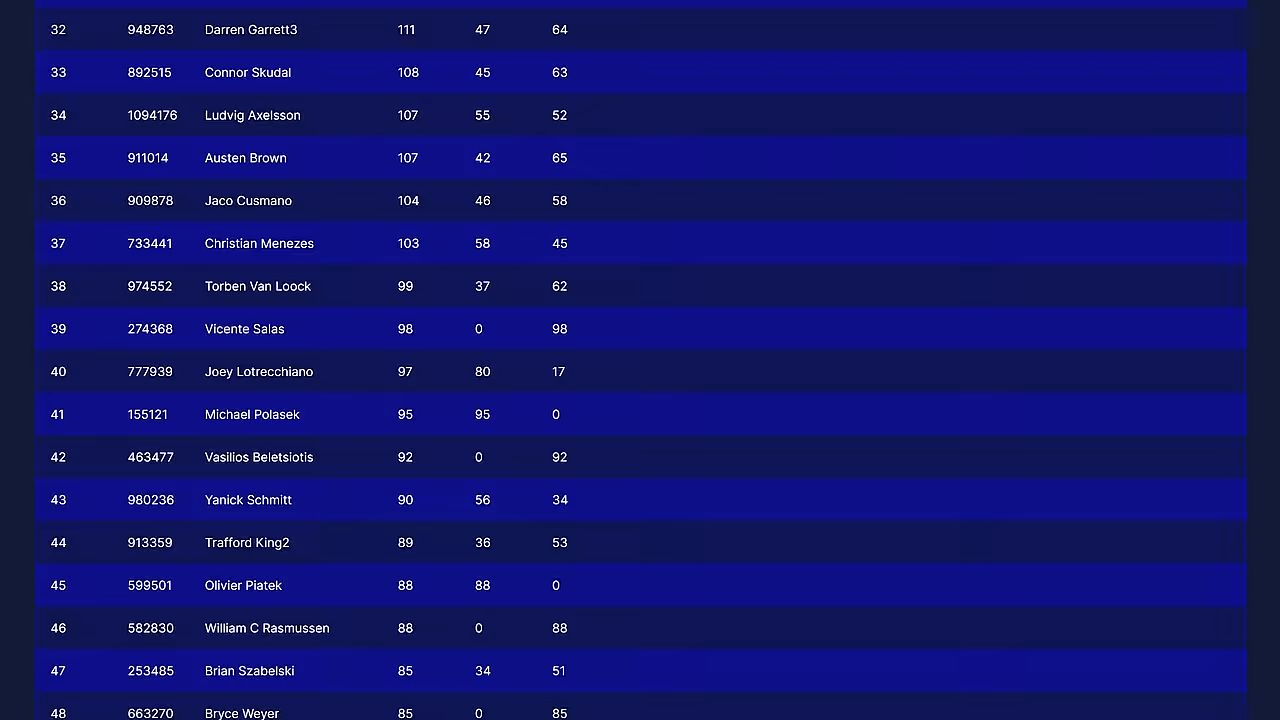 32 948763 Darren Garrett3 111 47 64
33 892515 Connor Skudal 108 45 63
34 1094176 Ludvig Axelsson 107 55 52
35 911014 Austen Brown 107 42 65
36 909878 Jaco Cusmano 104 46 58
37 733441 Christian Menezes 103 58 45
38 974552 Torben Van Loock 99 37 62
39 274368 Vicente Salas 98 0 98
40 777939 Joey Lotrecchiano 97 80 17
41 155121 Michael Polasek 95 95 0
42 463477 Vasilios Beletsiotis 92 0 92
43 980236 Yanick Schmitt 90 56 34
44 913359 Trafford King2 89 36 53
45 599501 Olivier Piatek 88 88 0
46 582830 William C Rasmussen 88 0 88
47 253485 Brian Szabelski 85 34 51
48 663270 Bryce Weyer 85 0 85